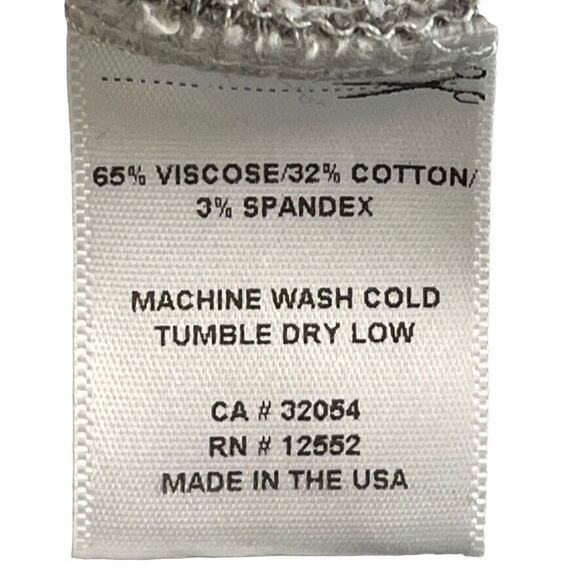 65% VISCOSE/32% COTTON/
3% SPANDEX
MACHINE WASH COLD
TUMBLE DRY LOW
CA # 32054
RN # 12552
MADE IN THE USA